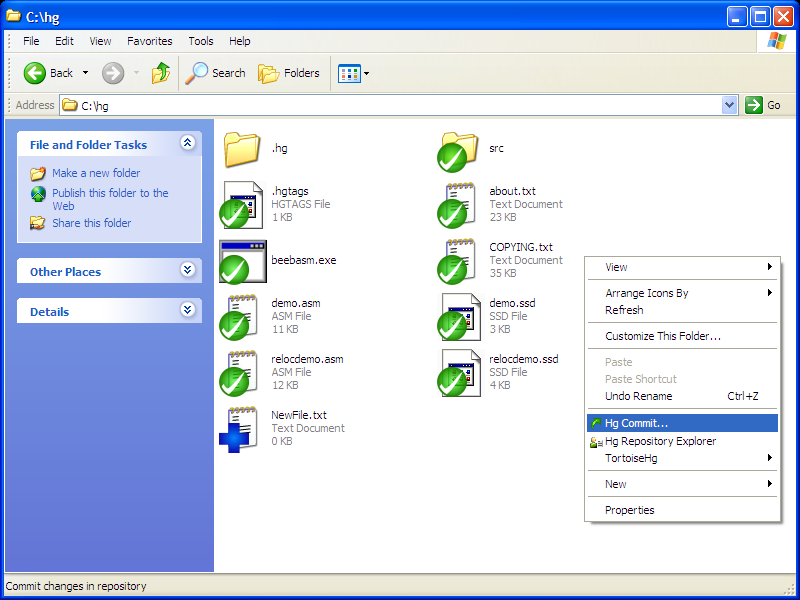 C:\hg
File Edit View Favorites Tools Help
Back Search Folders
Address C:\hg Go
File and Folder Tasks
Make a new folder
Publish this folder to the
Web
Share this folder
Other Places
Details
.hg
src
.hgtags
HGTAGS File
1 KB
about.txt
Text Document
23 KB
beebasm.exe
COPYING.txt
Text Document
35 KB
demo.asm
ASM File
11 KB
demo.ssd
SSD File
3 KB
relocdemo.asm
ASM File
12 KB
relocdemo.ssd
SSD File
4 KB
NewFile.txt
Text Document
0 KB
View
Arrange Icons By
Refresh
Customize This Folder...
Paste
Paste Shortcut
Undo Rename Ctrl+Z
Hg Commit...
Hg Repository Explorer
TortoiseHg
New
Properties
Commit changes in repository